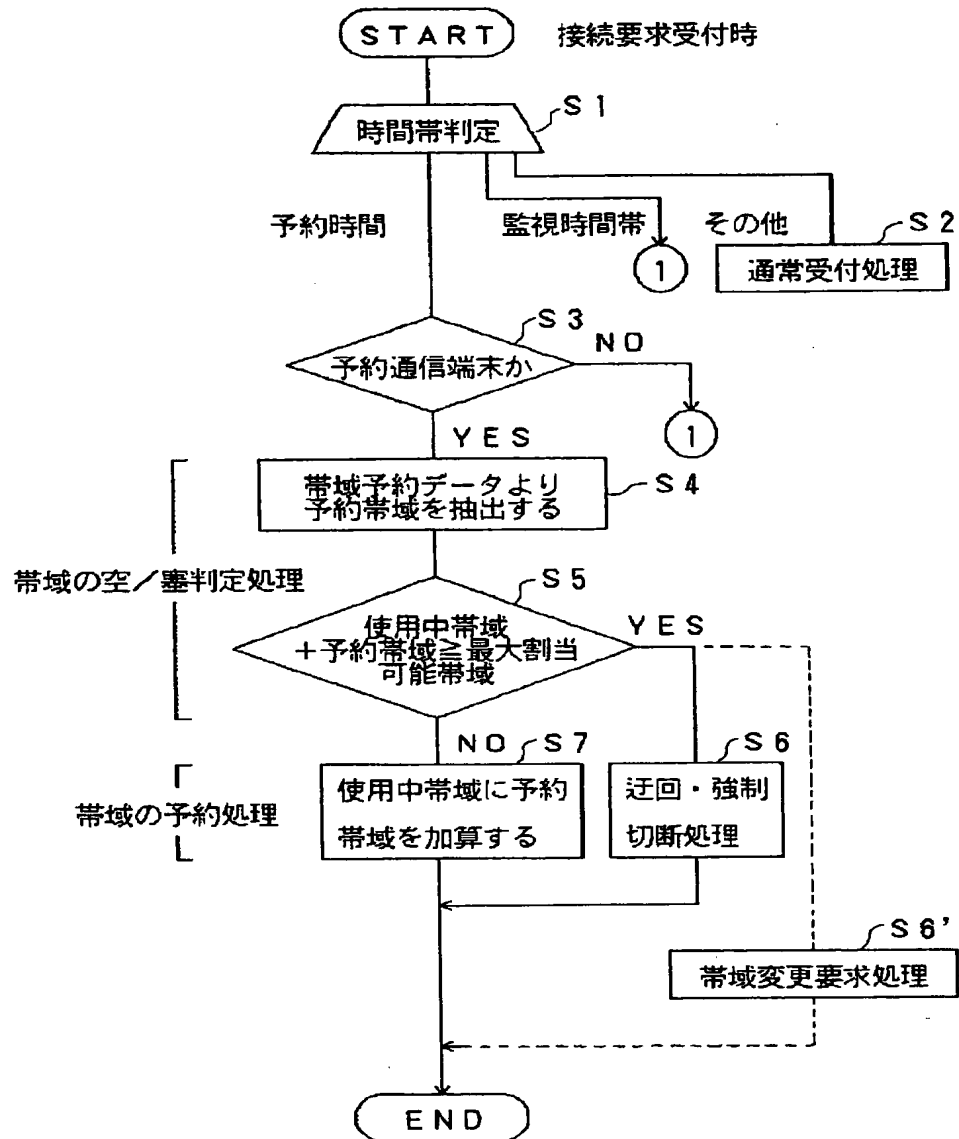 START
接続要求受付時
S1
時間帯判定
予約時間
監視時間帯
その他
S2
1
通常受付処理
S3
NO
予約通信端末か
1
YES
S4
帯域予約データより
予約帯域を抽出する
帯域の空/塞判定処理
S5
YES
使用中帯域
+予約帯域≧最大割当
可能帯域
NO
S7
S6
帯域の予約処理
使用中帯域に予約
帯域を加算する
迂回・強制
切断処理
S6'
帯域変更要求処理
END